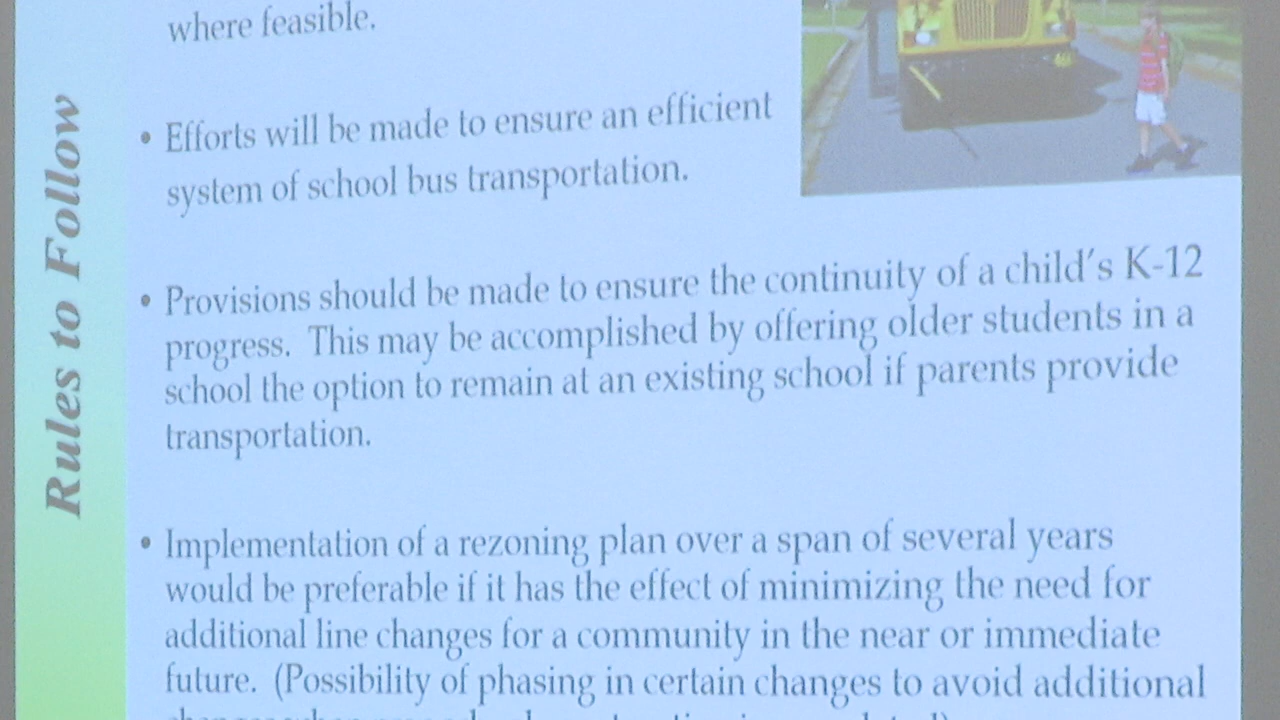 where feasible.
• Efforts will be made to ensure an efficient
system of school bus transportation.
• Provisions should be made to ensure the continuity of a child's K-12
progress. This may be accomplished by offering older students in a
school the option to remain at an existing school if parents provide
transportation.
• Implementation of a rezoning plan over a span of several years
would be preferable if it has the effect of minimizing the need for
additional line changes for a community in the near or immediate
future. (Possibility of phasing in certain changes to avoid additional
Rules to Follow